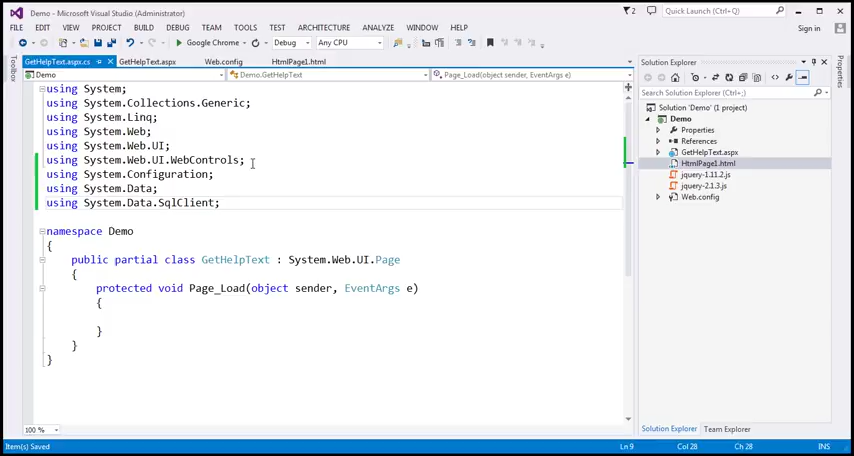 Demo - Microsoft Visual Studio (Administrator)
2
Quick Launch (Ctrl+Q)
FILE EDIT VIEW PROJECT BUILD DEBUG TEAM TOOLS TEST ARCHITECTURE ANALYZE WINDOW HELP
Sign in
Google Chrome Debug Any CPU
Toolbox
GetHelpText.aspx.cs GetHelpText.aspx Web.config HtmlPage1.html
Demo Demo.GetHelpText Page_Load(object sender, EventArgs e)
using System;
using System.Collections.Generic;
using System.Linq;
using System.Web;
using System.Web.UI;
using System.Web.UI.WebControls;
using System.Configuration;
using System.Data;
using System.Data.SqlClient;
namespace Demo
{
public partial class GetHelpText : System.Web.UI.Page
{
protected void Page_Load(object sender, EventArgs e)
{
}
}
}
100 %
Solution Explorer
Search Solution Explorer (Ctrl+;)
Solution 'Demo' (1 project)
Demo
Properties
References
GetHelpText.aspx
HtmlPage1.html
jquery-1.11.2.js
jquery-2.1.3.js
Web.config
Solution Explorer Team Explorer
Properties
Item(s) Saved Ln 9 Col 28 Ch 28 INS